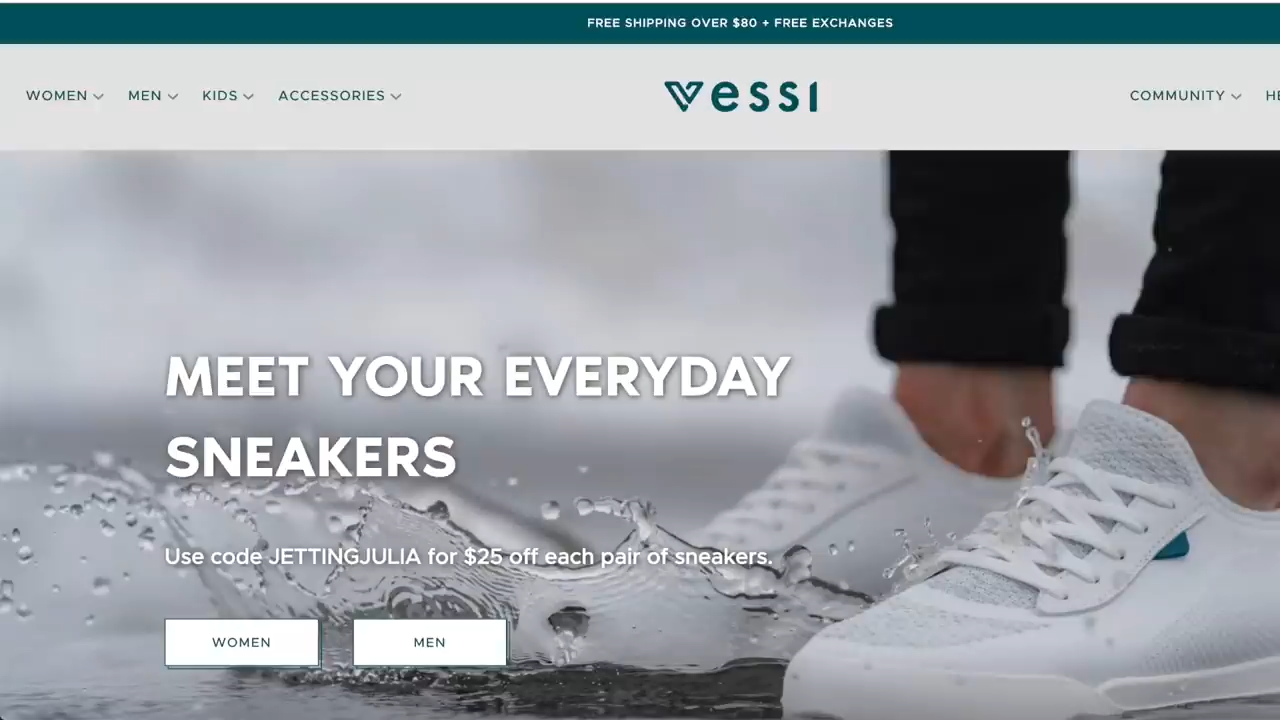 FREE SHIPPING OVER $80 + FREE EXCHANGES
WOMEN MEN KIDS ACCESSORIES vessi COMMUNITY
MEET YOUR EVERYDAY
SNEAKERS
Use code JETTINGJULIA for $25 off each pair of sneakers.
WOMEN MEN